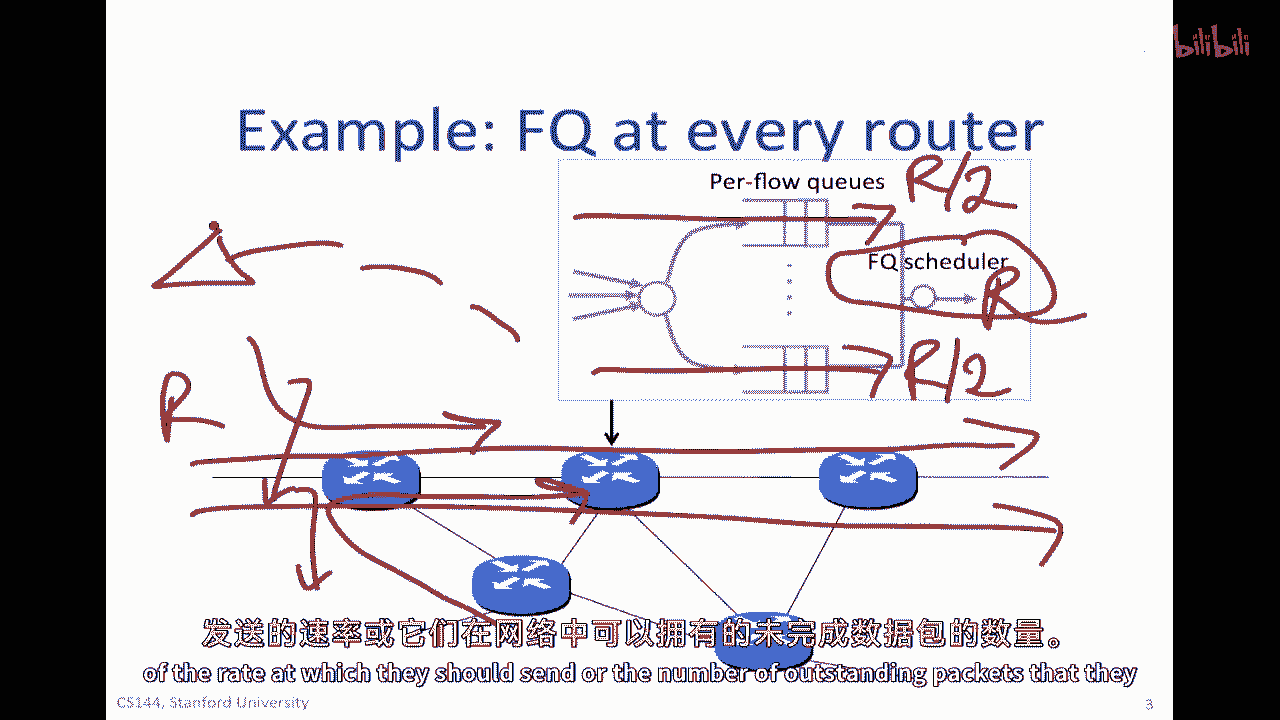 bilibili
Example: FQ at every router
Per-flow queues
R/2
FQ scheduler
R
R/2
R
发送的速率或它们在网络中可以拥有的未完成数据包的数量。
of the rate at which they should send or the number of outstanding packets that they
CS144, Stanford University
3